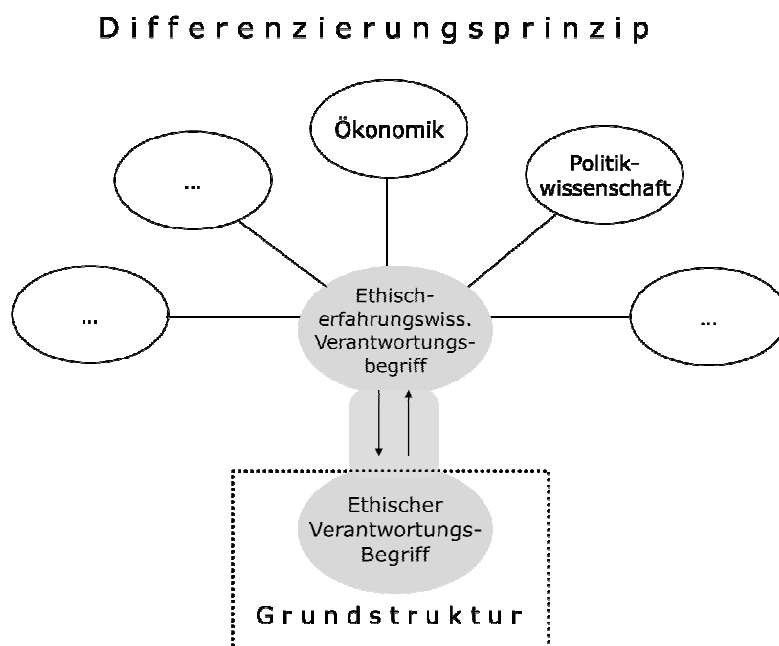 Differenzierungsprinzip
Ökonomik
...
Politik-
wissenschaft
...
...
Ethisch-
erfahrungswiss.
Verantwortungs-
begriff
Ethischer
Verantwortungs-
Begriff
Grundstruktur